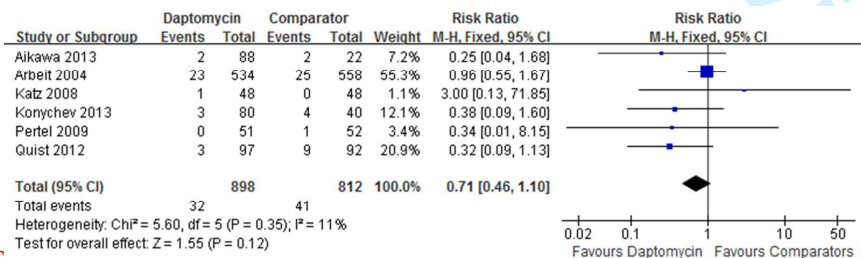 Daptomycin Comparator Risk Ratio Risk Ratio
Study or Subgroup Events Total Events Total Weight M-H, Fixed, 95% CI M-H, Fixed, 95% CI
Aikawa 2013 2 88 2 22 7.2% 0.25 [0.04, 1.68]
Arbeit 2004 23 534 25 558 55.3% 0.96 [0.55, 1.67]
Katz 2008 1 48 0 48 1.1% 3.00 [0.13, 71.85]
Konychev 2013 3 80 4 40 12.1% 0.38 [0.09, 1.60]
Pertel 2009 0 51 1 52 3.4% 0.34 [0.01, 8.15]
Quist 2012 3 97 9 92 20.9% 0.32 [0.09, 1.13]
Total (95% CI) 898 812 100.0% 0.71 [0.46, 1.10]
Total events 32 41
Heterogeneity: Chi² = 5.60, df = 5 (P = 0.35); I² = 11%
Test for overall effect: Z = 1.55 (P = 0.12)
0.02 0.1 1 10 50
Favours Daptomycin Favours Comparators